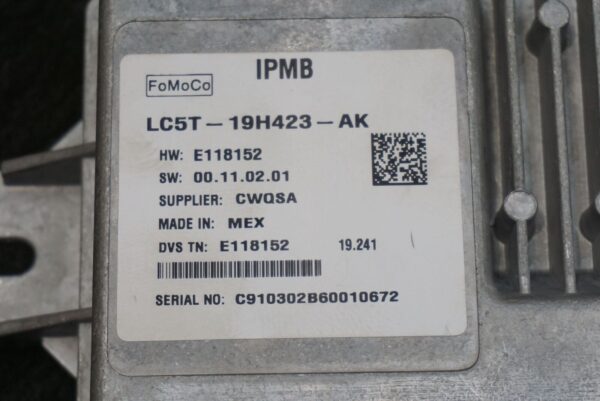 IPMB
FoMoCo
LC5T-19H423-AK
HW: E118152
SW: 00.11.02.01
SUPPLIER: CWQSA
MADE IN: MEX
DVS TN: E118152 19.241
SERIAL NO: C910302B60010672